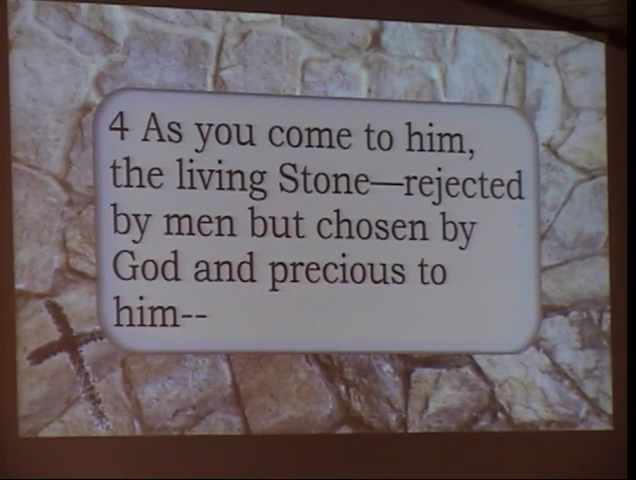 4 As you come to him,
the living Stone—rejected
by men but chosen by
God and precious to
him--